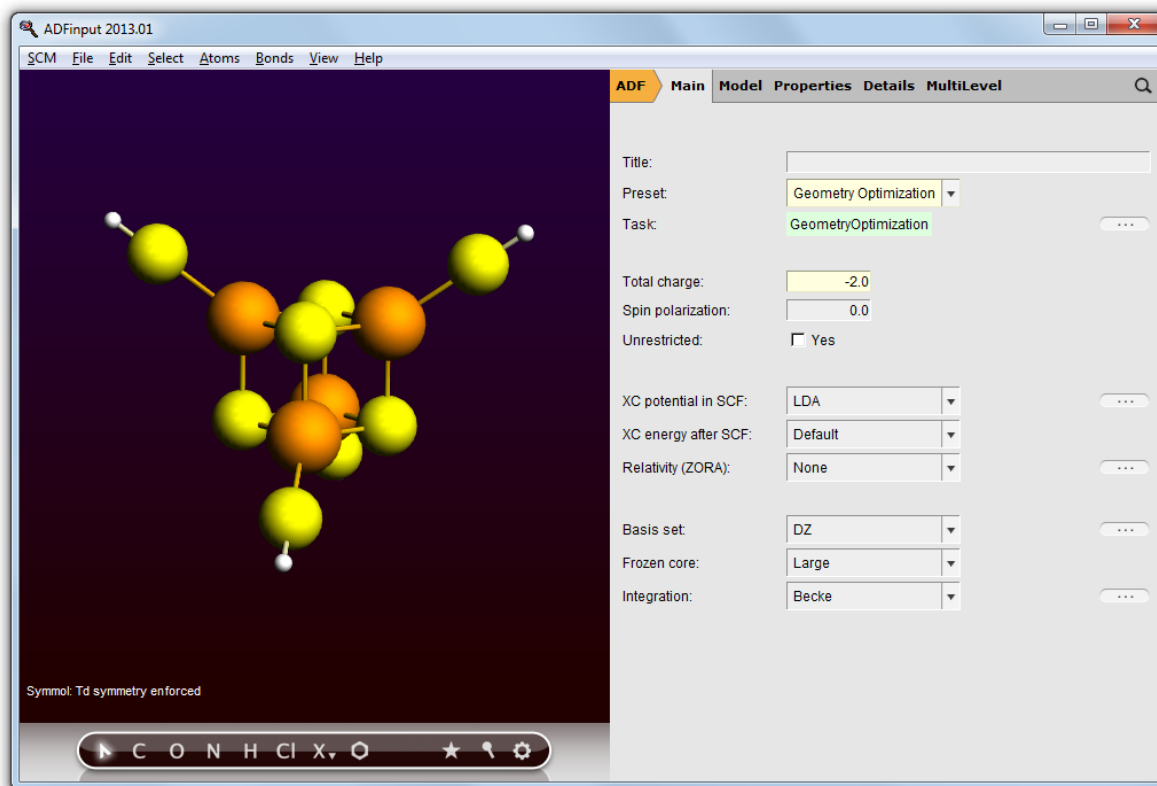 ADFinput 2013.01
SCM File Edit Select Atoms Bonds View Help
ADF Main Model Properties Details MultiLevel
Title:
Preset: Geometry Optimization
Task: GeometryOptimization
Total charge: -2.0
Spin polarization: 0.0
Unrestricted: Yes
XC potential in SCF: LDA
XC energy after SCF: Default
Relativity (ZORA): None
Basis set: DZ
Frozen core: Large
Integration: Becke
Symmol: Td symmetry enforced
C O N H Cl X